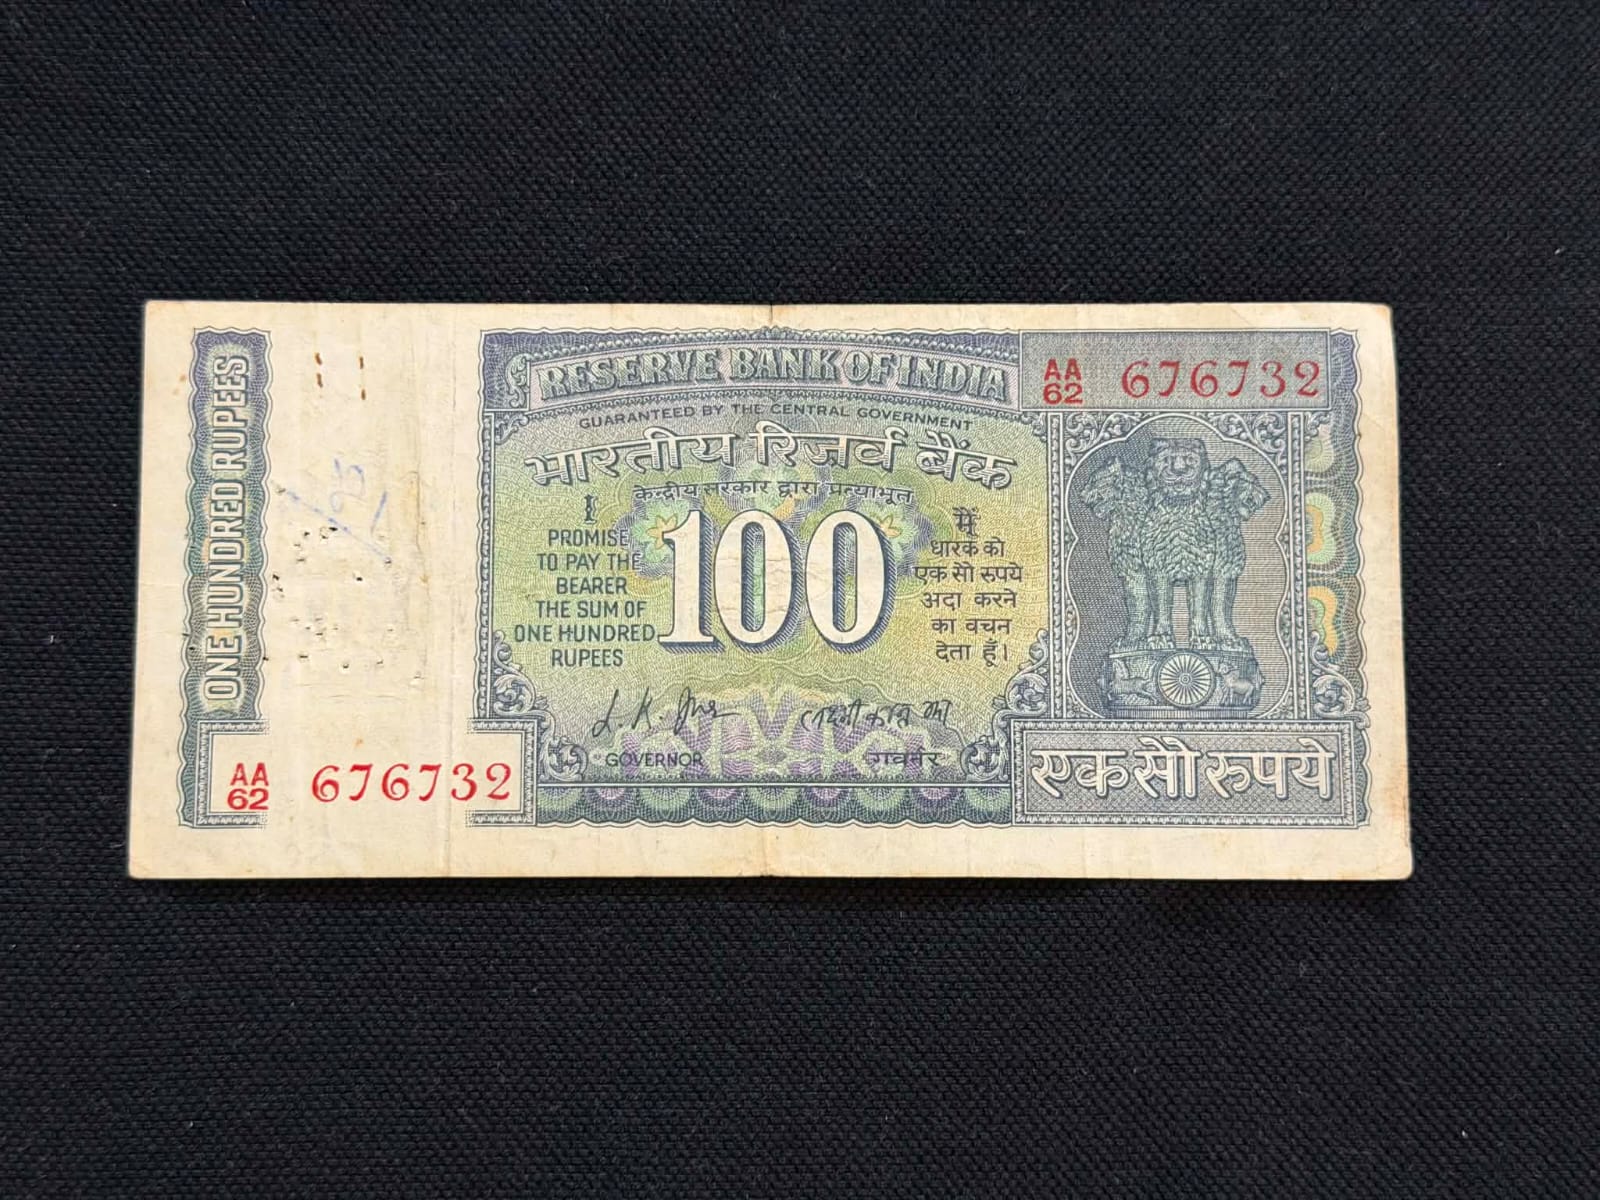 RESERVE BANK OF INDIA
AA
62 676732
GUARANTEED BY THE CENTRAL GOVERNMENT
भारतीय रिज़र्व बैंक
केन्द्रीय सरकार द्वारा प्रत्याभूत
ONE HUNDRED RUPEES
I
PROMISE
TO PAY THE
BEARER
THE SUM OF
ONE HUNDRED
RUPEES
100
मैं
धारक को
एक सौ रुपये
अदा करने
का वचन
देता हूँ।
GOVERNOR
गवर्नर
AA
62 676732
एक सौ रुपये